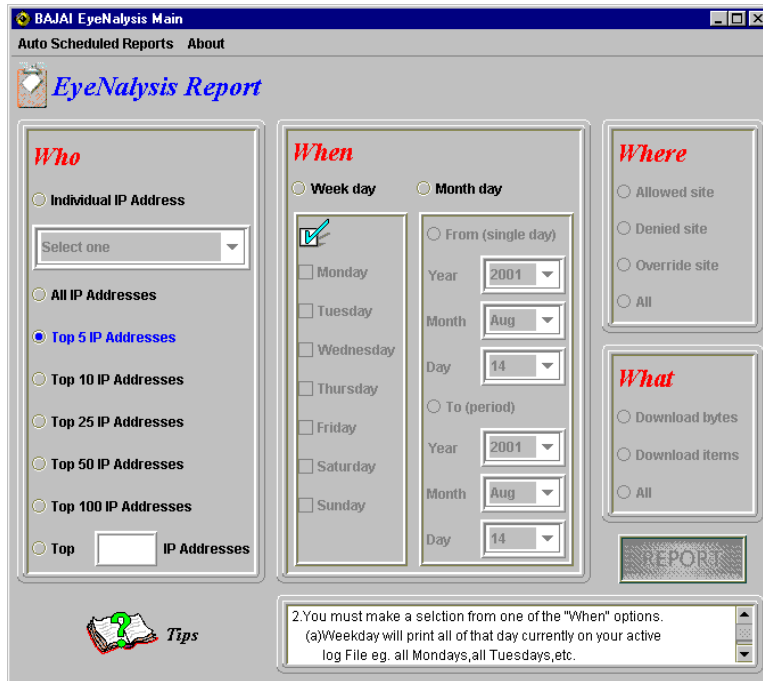 BAJAI EyeNalysis Main
Auto Scheduled Reports About
EyeNalysis Report
Who
Individual IP Address
Select one
All IP Addresses
Top 5 IP Addresses
Top 10 IP Addresses
Top 25 IP Addresses
Top 50 IP Addresses
Top 100 IP Addresses
Top IP Addresses
When
Week day Month day
Monday
Tuesday
Wednesday
Thursday
Friday
Saturday
Sunday
From (single day)
Year 2001
Month Aug
Day 14
To (period)
Year 2001
Month Aug
Day 14
Where
Allowed site
Denied site
Override site
All
What
Download bytes
Download items
All
REPORT
Tips
2.You must make a selction from one of the "When" options.
(a)Weekday will print all of that day currently on your active
log File eg. all Mondays,all Tuesdays,etc.